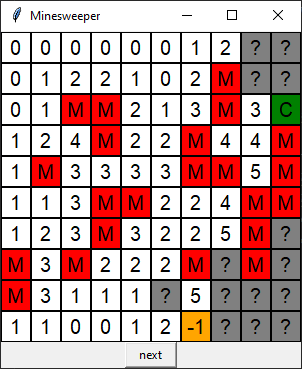 Minesweeper
0 0 0 0 0 0 1 2 ? ?
0 1 2 2 1 0 2 M ? ?
0 1 M M 2 1 3 M 3 C
1 2 4 M 2 2 M 4 4 M
1 M 3 3 3 3 M M 5 M
1 1 3 M M 2 2 4 M M
1 2 3 M 3 2 2 5 M ?
M 3 M 2 2 2 M ? M ?
M 3 1 1 1 ? 5 ? ? ?
1 1 0 0 1 2 -1 ? ? ?
next